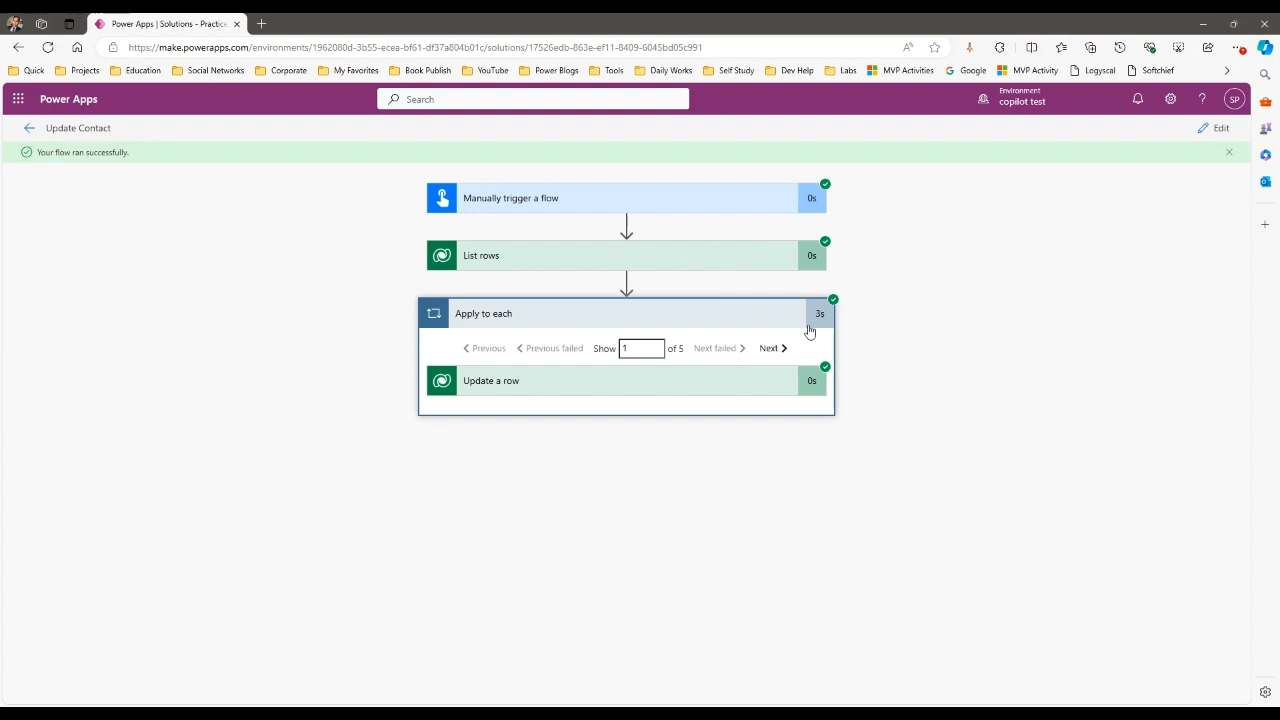 Power Apps | Solutions - Practice
https://make.powerapps.com/environments/1962080d-3b55-ecea-bf61-df37a804b01c/solutions/17526ed0-863e-ef11-8409-6045bd05c991
Quick Projects Education Social Networks Corporate My Favorites Book Publish YouTube Power Blogs Tools Daily Works Self Study Dev Help Labs MVP Activities Google MVP Activity Logyscal Softchief
Power Apps
Search
Environment
copilot test
SP
Update Contact
Edit
Your flow ran successfully.
Manually trigger a flow 0s
List rows 0s
Apply to each 3s
Previous Previous failed Show 1 of 5 Next failed Next
Update a row 0s